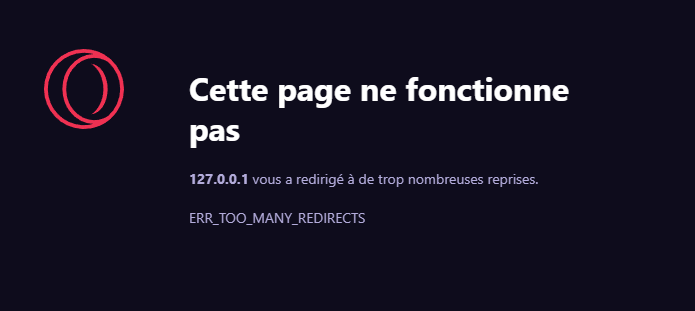 Cette page ne fonctionne
pas
127.0.0.1 vous a redirigé à de trop nombreuses reprises.
ERR_TOO_MANY_REDIRECTS